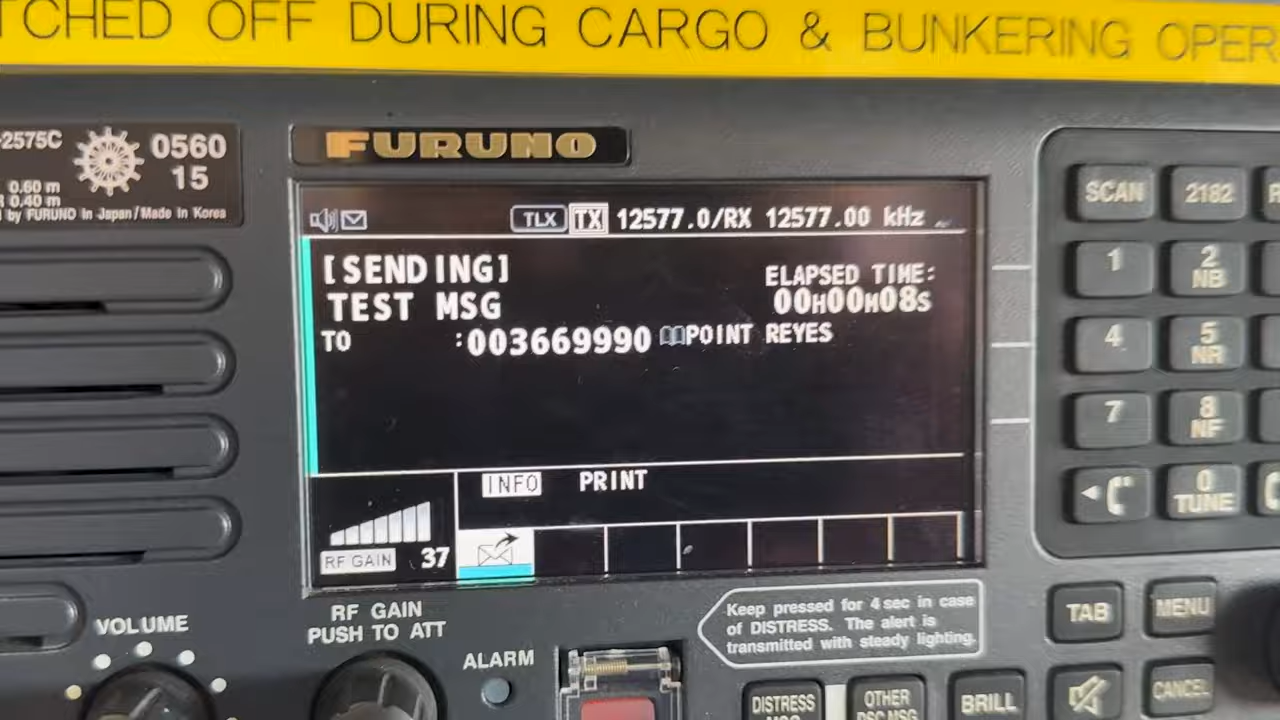 TCHED OFF DURING CARGO & BUNKERING OPER
-2575C
0560
15
0.60 m
0.40 m
by FURUNO In Japan/Made In Korea
FURUNO
TLX TX 12577.0/RX 12577.00 kHz
[SENDING]
TEST MSG
ELAPSED TIME:
00H00M08S
TO :003669990 POINT REYES
INFO PRINT
RF GAIN 37
SCAN
2182
1
2
NB
4
5
NR
7
8
NF
0
TUNE
VOLUME
RF GAIN
PUSH TO ATT
ALARM
Keep pressed for 4 sec in case
of DISTRESS. The alert is
transmitted with steady lighting.
TAB
MENU
DISTRESS
MSG
OTHER
DSC MSG
BRILL
CANCEL